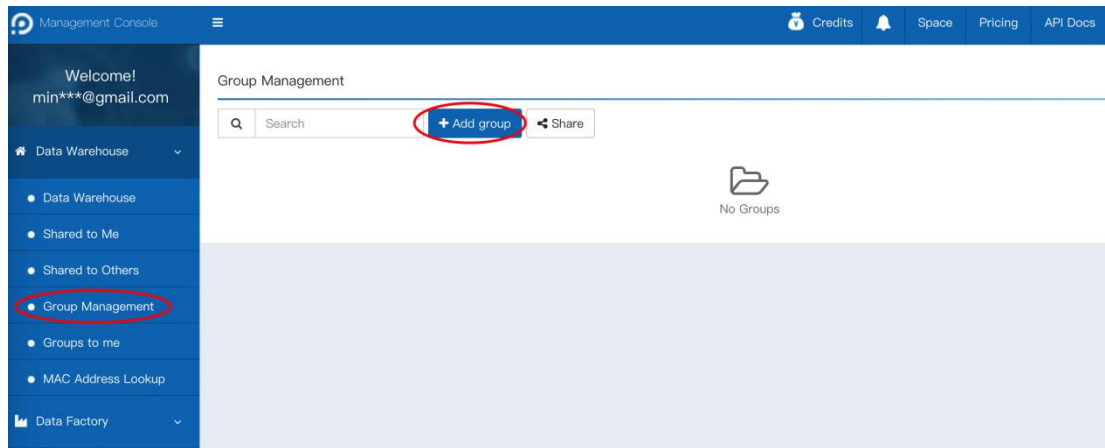 Management Console
Credits
Space
Pricing
API Docs
Welcome!
min***@gmail.com
Data Warehouse
Data Warehouse
Shared to Me
Shared to Others
Group Management
Groups to me
MAC Address Lookup
Data Factory
Group Management
Search
+ Add group
Share
No Groups